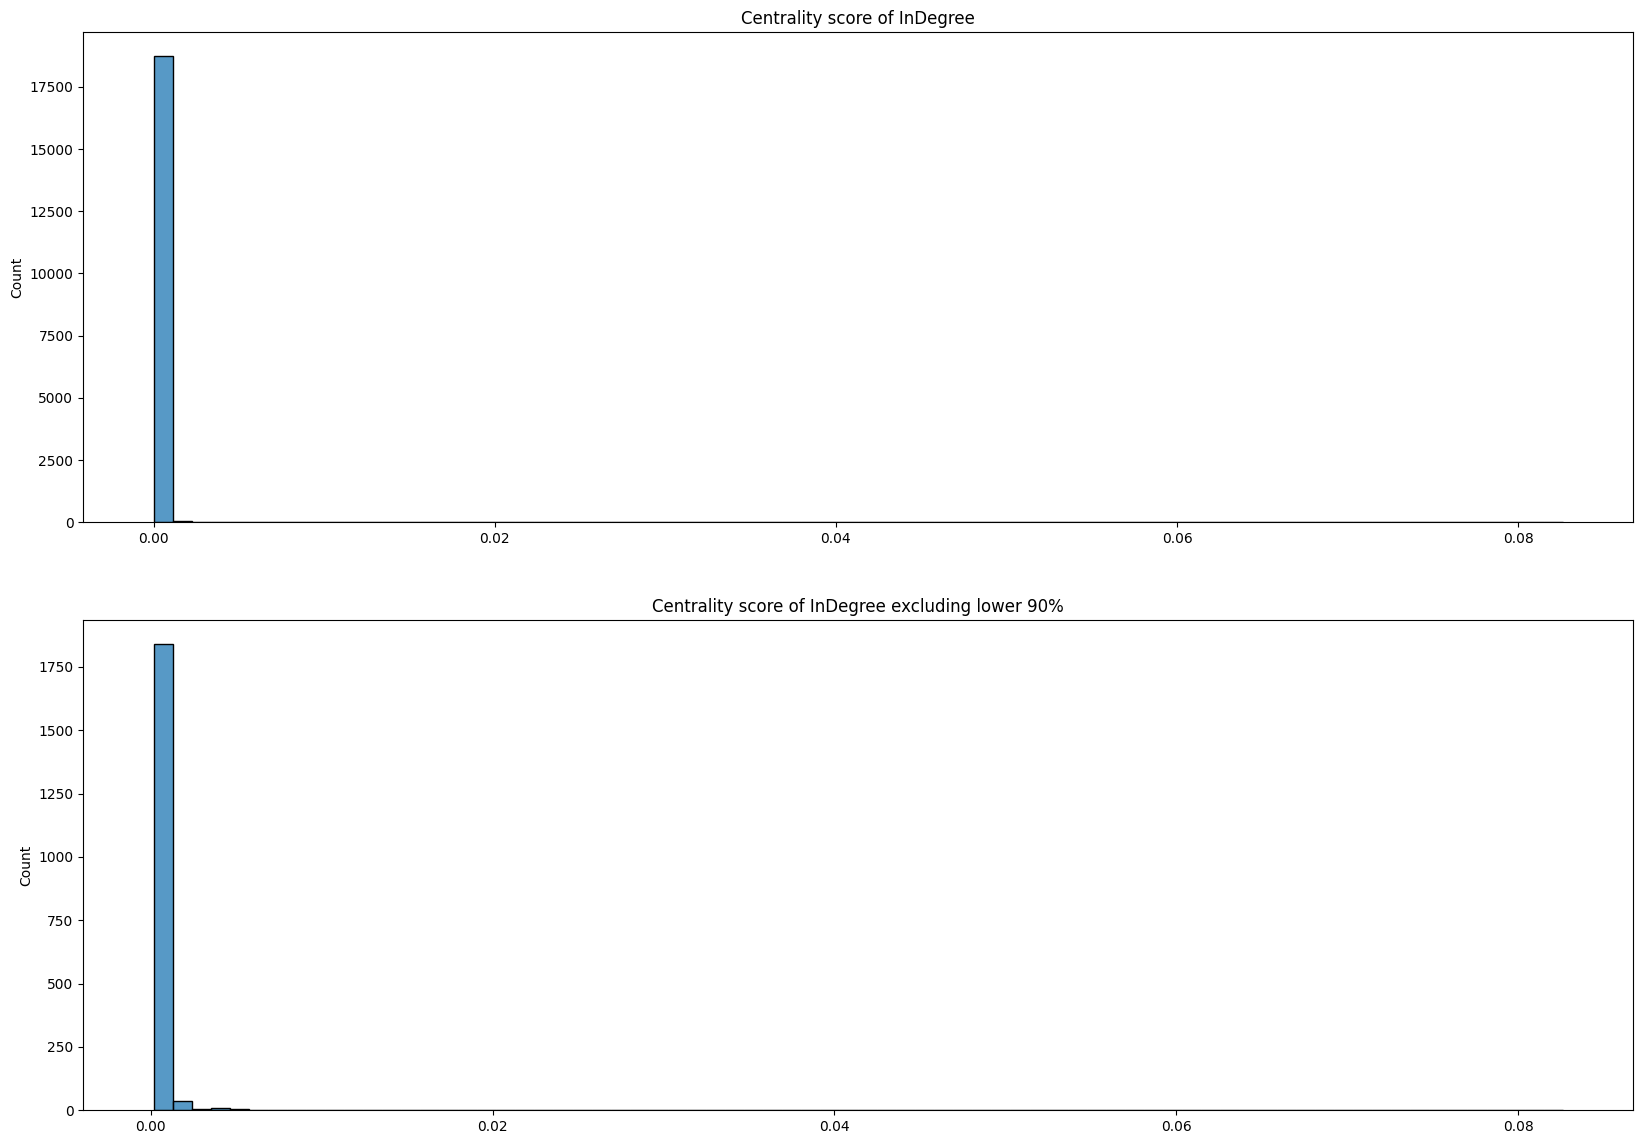 Centrality score of InDegree
17500
15000
12500
10000
7500
5000
2500
0
Count
0.00 0.02 0.04 0.06 0.08
Centrality score of InDegree excluding lower 90%
1750
1500
1250
1000
750
500
250
0
Count
0.00 0.02 0.04 0.06 0.08